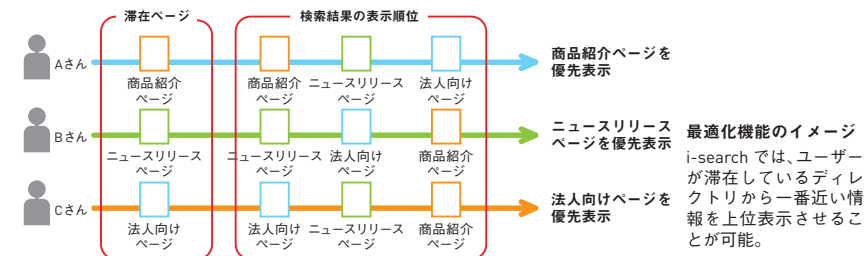 滞在ページ
検索結果の表示順位
Aさん
商品紹介
ページ
商品紹介
ページ
ニュースリリース
ページ
法人向け
ページ
商品紹介ページを
優先表示
Bさん
ニュースリリース
ページ
ニュースリリース
ページ
法人向け
ページ
商品紹介
ページ
ニュースリリース
ページを優先表示
Cさん
法人向け
ページ
法人向け
ページ
ニュースリリース
ページ
商品紹介
ページ
法人向けページを
優先表示
最適化機能のイメージ
i-search では、ユーザー
が滞在しているディレ
クトリから一番近い情
報を上位表示させるこ
とが可能。